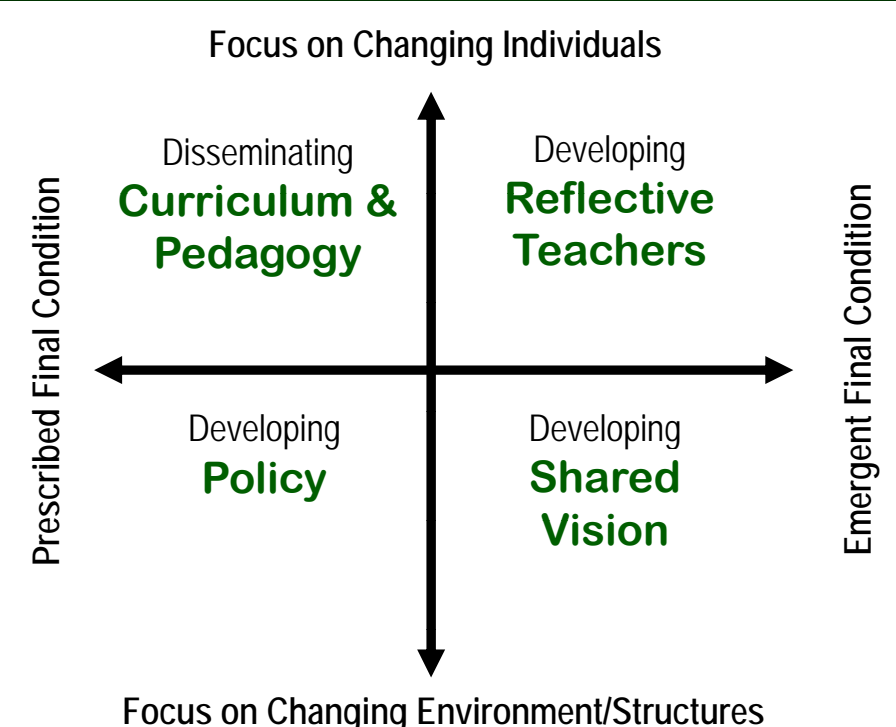 Focus on Changing Individuals
Disseminating
Curriculum &
Pedagogy
Developing
Reflective
Teachers
Prescribed Final Condition
Emergent Final Condition
Developing
Policy
Developing
Shared
Vision
Focus on Changing Environment/Structures